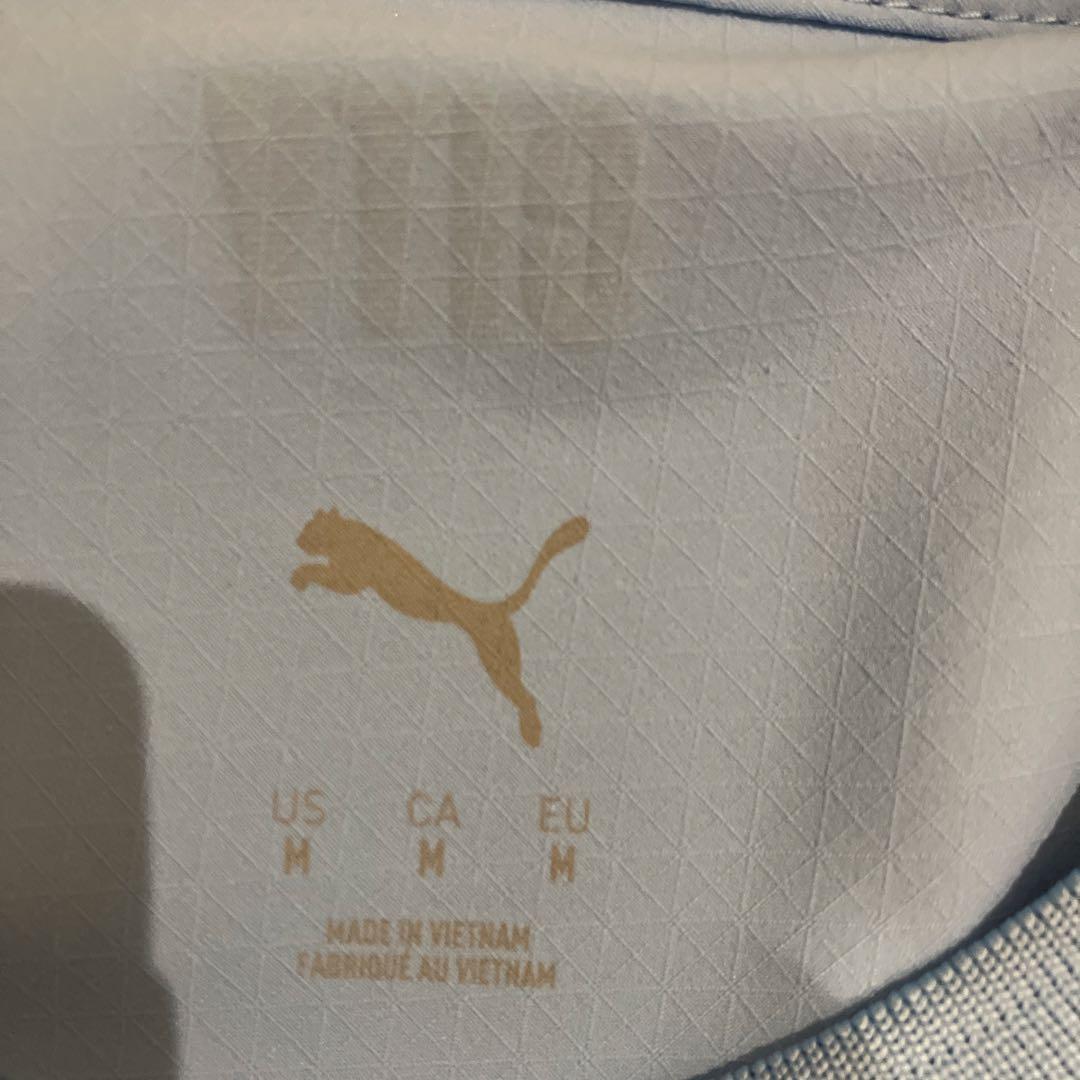 US CA EU
M M M
MADE IN VIETNAM
FABRIQUÉ AU VIETNAM